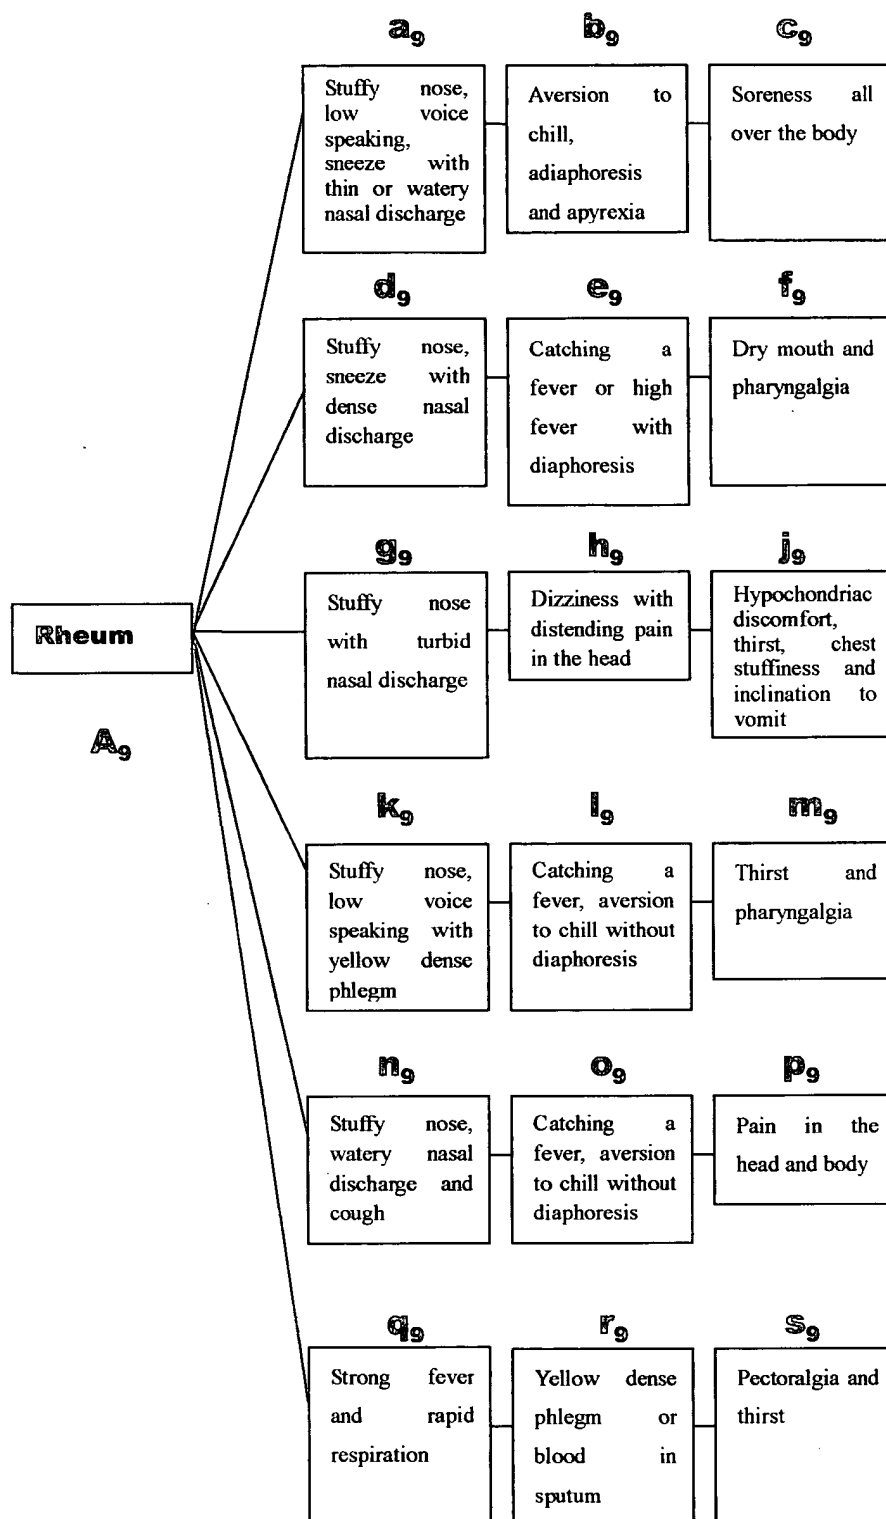 a9 b9 c9
Stuffy nose,
low voice
speaking,
sneeze with
thin or watery
nasal discharge
Aversion to
chill,
adiaphoresis
and apyrexia
Soreness all
over the body
d9 e9 f9
Stuffy nose,
sneeze with
dense nasal
discharge
Catching a
fever or high
fever with
diaphoresis
Dry mouth and
pharyngalgia
g9 h9 j9
Stuffy nose
with turbid
nasal discharge
Dizziness with
distending pain
in the head
Hypochondriac
discomfort,
thirst, chest
stuffiness and
inclination to
vomit
Rheum
A9
k9 l9 m9
Stuffy nose,
low voice
speaking with
yellow dense
phlegm
Catching a
fever, aversion
to chill without
diaphoresis
Thirst and
pharyngalgia
n9 o9 p9
Stuffy nose,
watery nasal
discharge and
cough
Catching a
fever, aversion
to chill without
diaphoresis
Pain in the
head and body
q9 r9 s9
Strong fever
and rapid
respiration
Yellow dense
phlegm or
blood in
sputum
Pectoralgia and
thirst